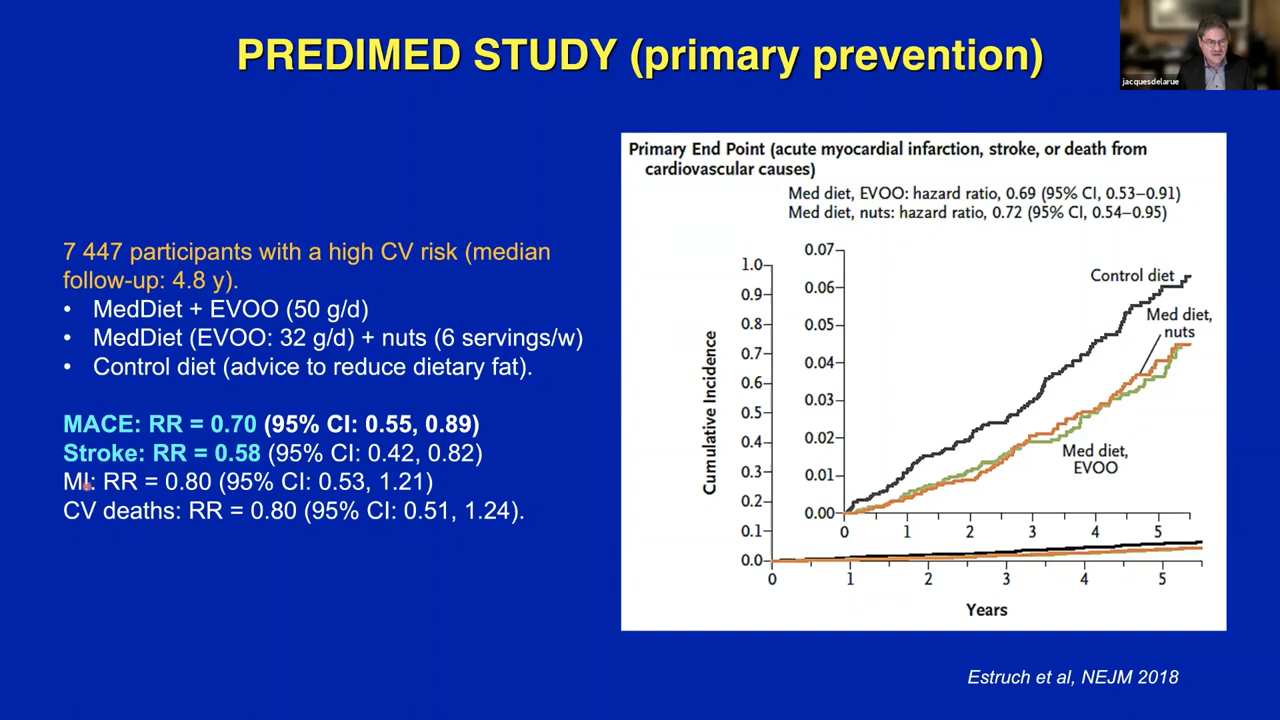 PREDIMED STUDY (primary prevention)
jacquesdelarue
7 447 participants with a high CV risk (median
follow-up: 4.8 y).
• MedDiet + EVOO (50 g/d)
• MedDiet (EVOO: 32 g/d) + nuts (6 servings/w)
• Control diet (advice to reduce dietary fat).
MACE: RR = 0.70 (95% CI: 0.55, 0.89)
Stroke: RR = 0.58 (95% CI: 0.42, 0.82)
MI: RR = 0.80 (95% CI: 0.53, 1.21)
CV deaths: RR = 0.80 (95% CI: 0.51, 1.24).
Primary End Point (acute myocardial infarction, stroke, or death from
cardiovascular causes)
Med diet, EVOO: hazard ratio, 0.69 (95% CI, 0.53–0.91)
Med diet, nuts: hazard ratio, 0.72 (95% CI, 0.54–0.95)
Cumulative Incidence
1.0
0.9
0.8
0.7
0.6
0.5
0.4
0.3
0.2
0.1
0.0
0.07
0.06
0.05
0.04
0.03
0.02
0.01
0.00
Control diet
Med diet,
nuts
Med diet,
EVOO
0 1 2 3 4 5
0 1 2 3 4 5
Years
Estruch et al, NEJM 2018